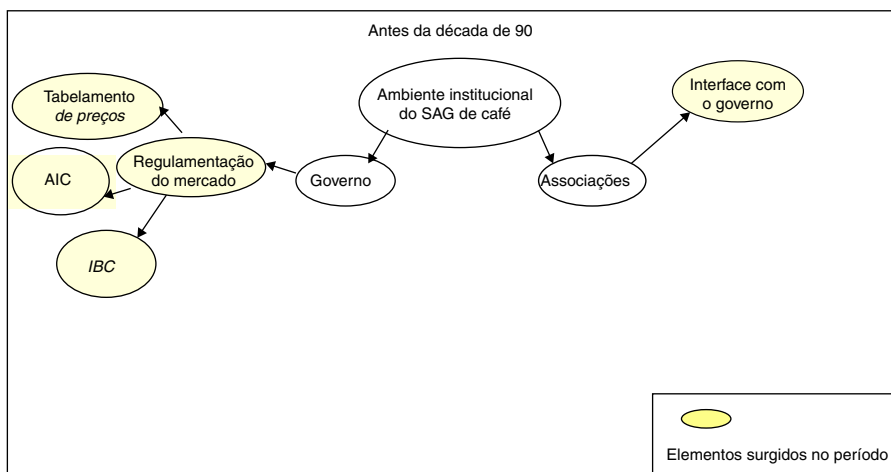 Antes da década de 90
Tabelamento
de preços
Ambiente institucional
do SAG de café
Interface com
o governo
AIC
Regulamentação
do mercado
Governo
Associações
IBC
Elementos surgidos no período